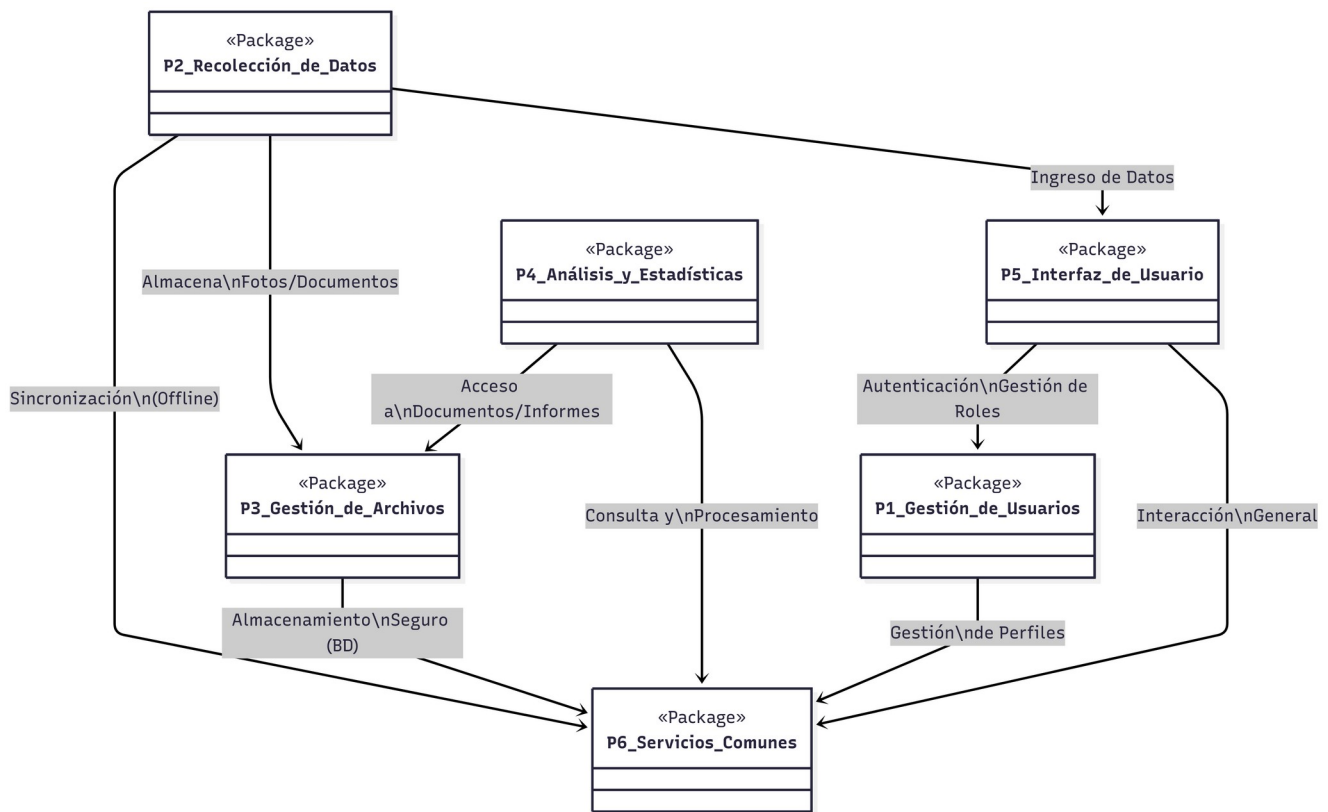 «Package»
P2_Recolección_de_Datos
Ingreso de Datos
«Package»
P4_Análisis_y_Estadísticas
«Package»
P5_Interfaz_de_Usuario
Almacena\nFotos/Documentos
Sincronización\n(Offline)
Acceso
a\nDocumentos/Informes
Autenticación\nGestión de
Roles
«Package»
P3_Gestión_de_Archivos
Consulta y\nProcesamiento
«Package»
P1_Gestión_de_Usuarios
Interacción\nGeneral
Almacenamiento\nSeguro
(BD)
Gestión\nde Perfiles
«Package»
P6_Servicios_Comunes